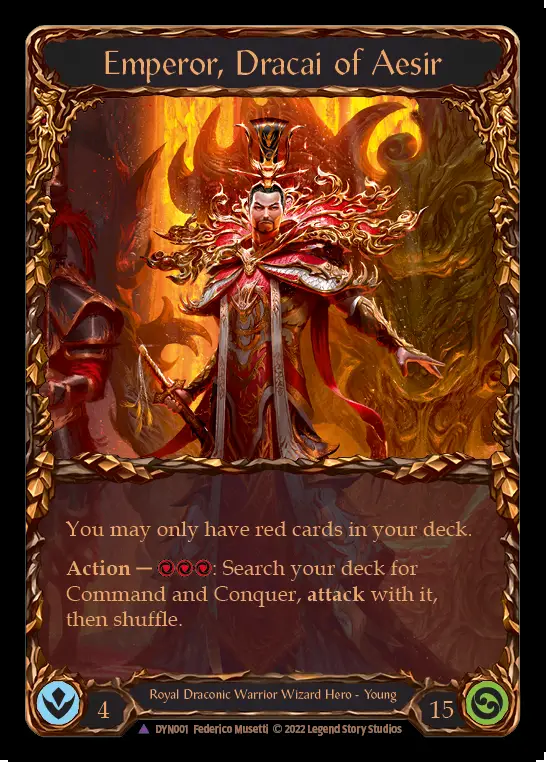 Emperor, Dracai of Aesir
You may only have red cards in your deck.
Action — : Search your deck for
Command and Conquer, attack with it,
then shuffle.
Royal Draconic Warrior Wizard Hero - Young
4
15
DYN001 Federico Musetti © 2022 Legend Story Studios